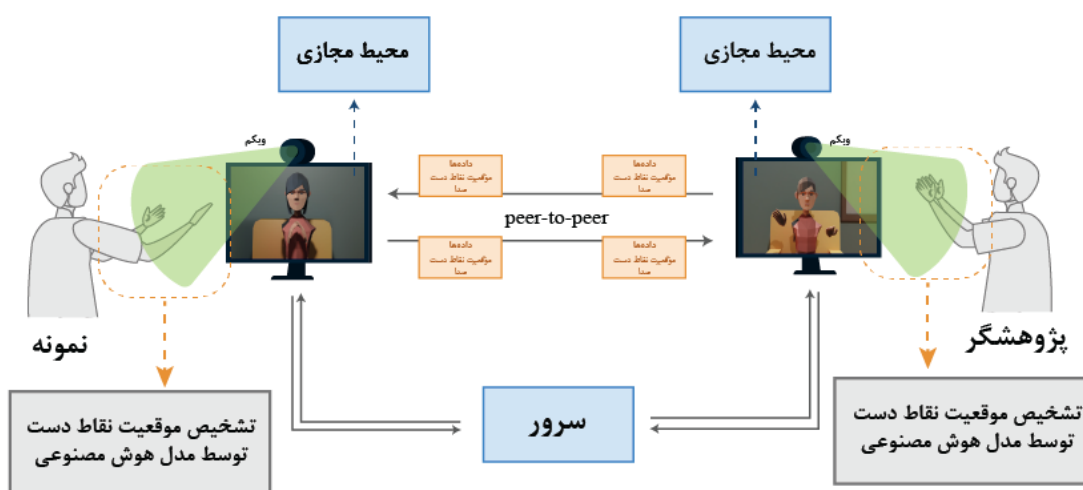 محیط مجازی
محیط مجازی
ویکم
ویکم
داده‌ها
موقعیت نقاط دست
صدا
داده‌ها
موقعیت نقاط دست
صدا
peer-to-peer
داده‌ها
موقعیت نقاط دست
صدا
داده‌ها
موقعیت نقاط دست
صدا
پژوهشگر
نمونه
سرور
تشخیص موقعیت نقاط دست
توسط مدل هوش مصنوعی
تشخیص موقعیت نقاط دست
توسط مدل هوش مصنوعی